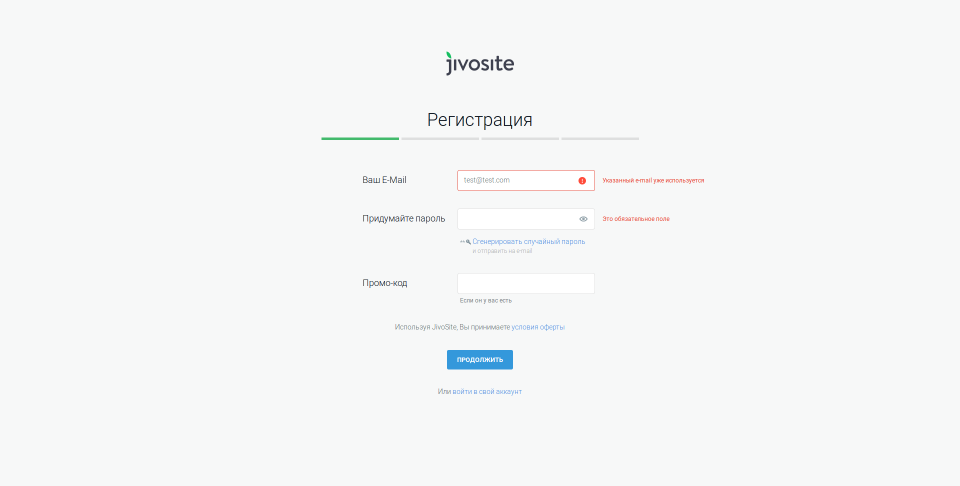 jivosite
Регистрация
Ваш E-Mail
test@test.com
Указанный e-mail уже используется
Придумайте пароль
Это обязательное поле
Сгенерировать случайный пароль
и отправить на e-mail
Промо-код
Если он у вас есть
Используя JivoSite, Вы принимаете условия оферты
ПРОДОЛЖИТЬ
Или войти в свой аккаунт